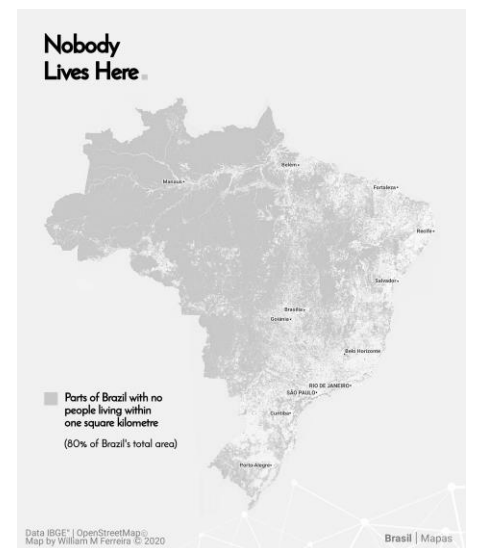 Nobody
Lives Here
Manaus
Belém
Fortaleza
Recife
Salvador
Brasília
Goiânia
Belo Horizonte
RIO DE JANEIRO
SÃO PAULO
Curitiba
Porto Alegre
Parts of Brazil with no
people living within
one square kilometre
(80% of Brazil's total area)
Data IBGE" | OpenStreetMap©
Map by William M Ferreira © 2020
Brasil | Mapas